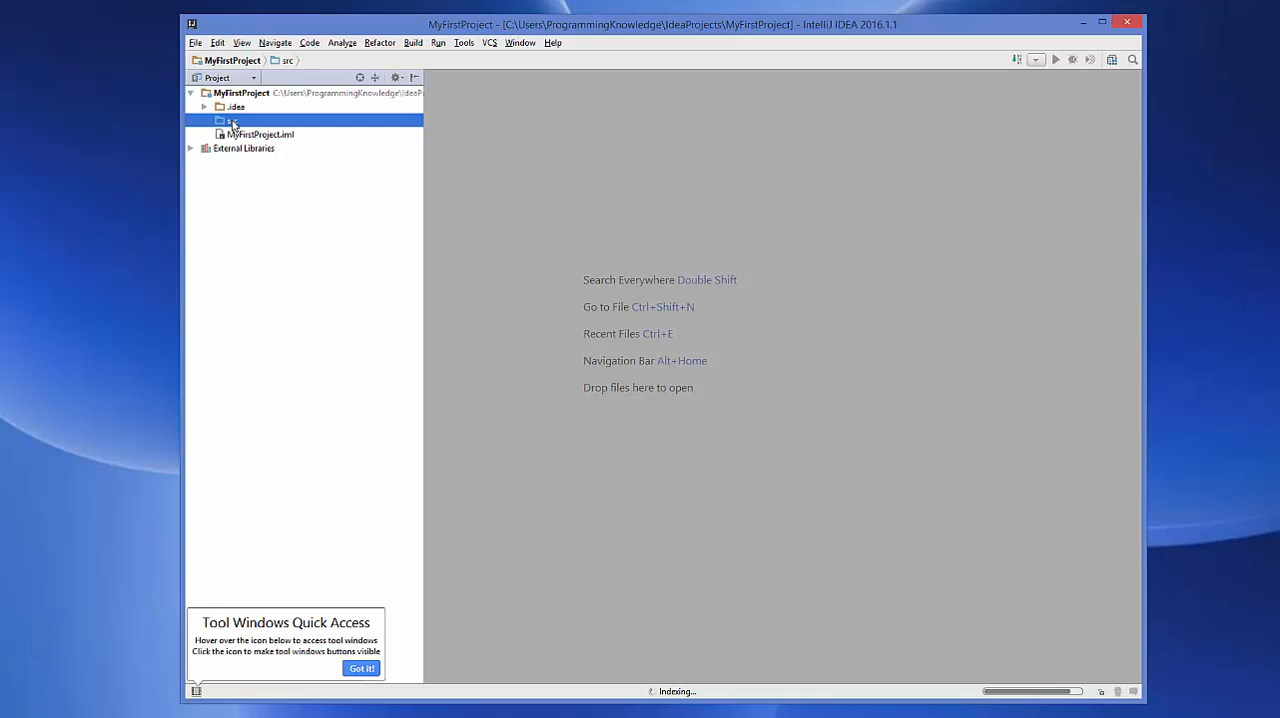 MyFirstProject - [C:\Users\ProgrammingKnowledge\IdeaProjects\MyFirstProject] - IntelliJ IDEA 2016.1.1
File Edit View Navigate Code Analyze Refactor Build Run Tools VCS Window Help
MyFirstProject src
Project
MyFirstProject C:\Users\ProgrammingKnowledge\IdeaP
.idea
MyFirstProject.iml
External Libraries
Search Everywhere Double Shift
Go to File Ctrl+Shift+N
Recent Files Ctrl+E
Navigation Bar Alt+Home
Drop files here to open
Tool Windows Quick Access
Hover over the icon below to access tool windows
Click the icon to make tool windows buttons visible
Got it!
Indexing...